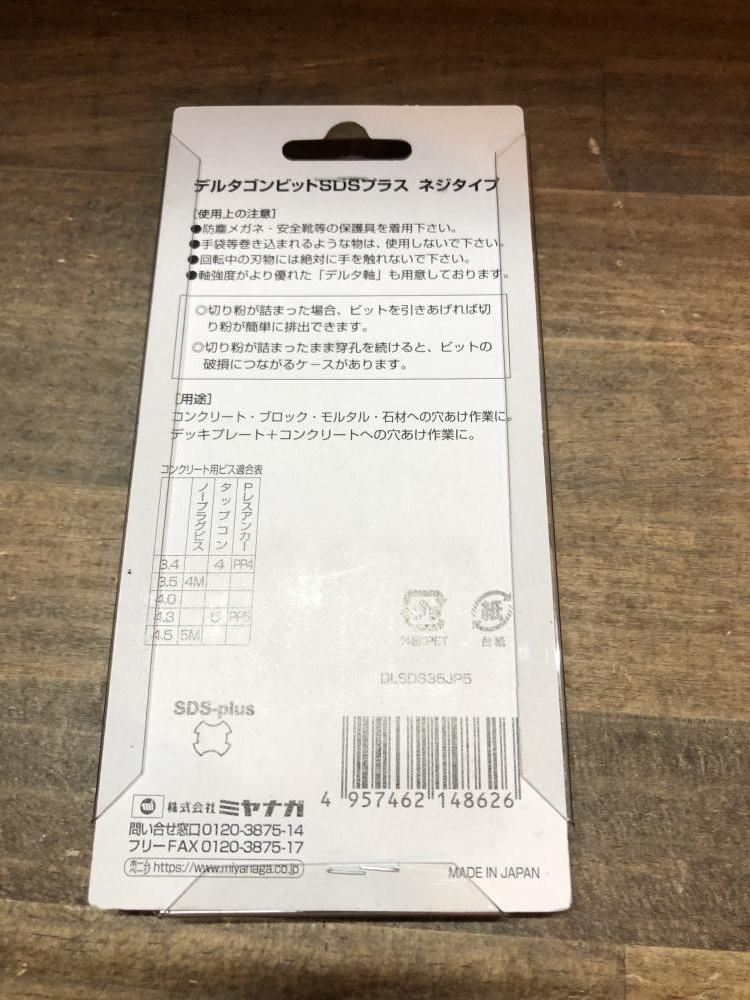 デルタゴンビットSDSプラス ネジタイプ
[使用上の注意]
●防塵メガネ・安全靴等の保護具を着用下さい。
●手袋等巻き込まれるような物は、使用しないで下さい。
●回転中の刃物には絶対に手を触れないで下さい。
●軸強度がより優れた「デルタ軸」も用意しております。
◎切り粉が詰まった場合、ビットを引きあげれば切
り粉が簡単に排出できます。
◎切り粉が詰まったまま穿孔を続けると、ビットの
破損につながるケースがあります。
[用途]
コンクリート・ブロック・モルタル・石材への穴あけ作業に。
デッキプレート＋コンクリートへの穴あけ作業に。
コンクリート用ビス適合表
ノープラグビス タップコン Pレスアンカー
3.4 4 PP4
3.5 4M
4.0
4.3 5 PP5
4.5 5M
外装:PET
紙
台紙
DLSDS35JP5
SDS-plus
4 957462 148626
株式会社 ミヤナガ
問い合せ窓口 0120-3875-14
フリーFAX 0120-3875-17
ホームページ https://www.miyanaga.co.jp
MADE IN JAPAN